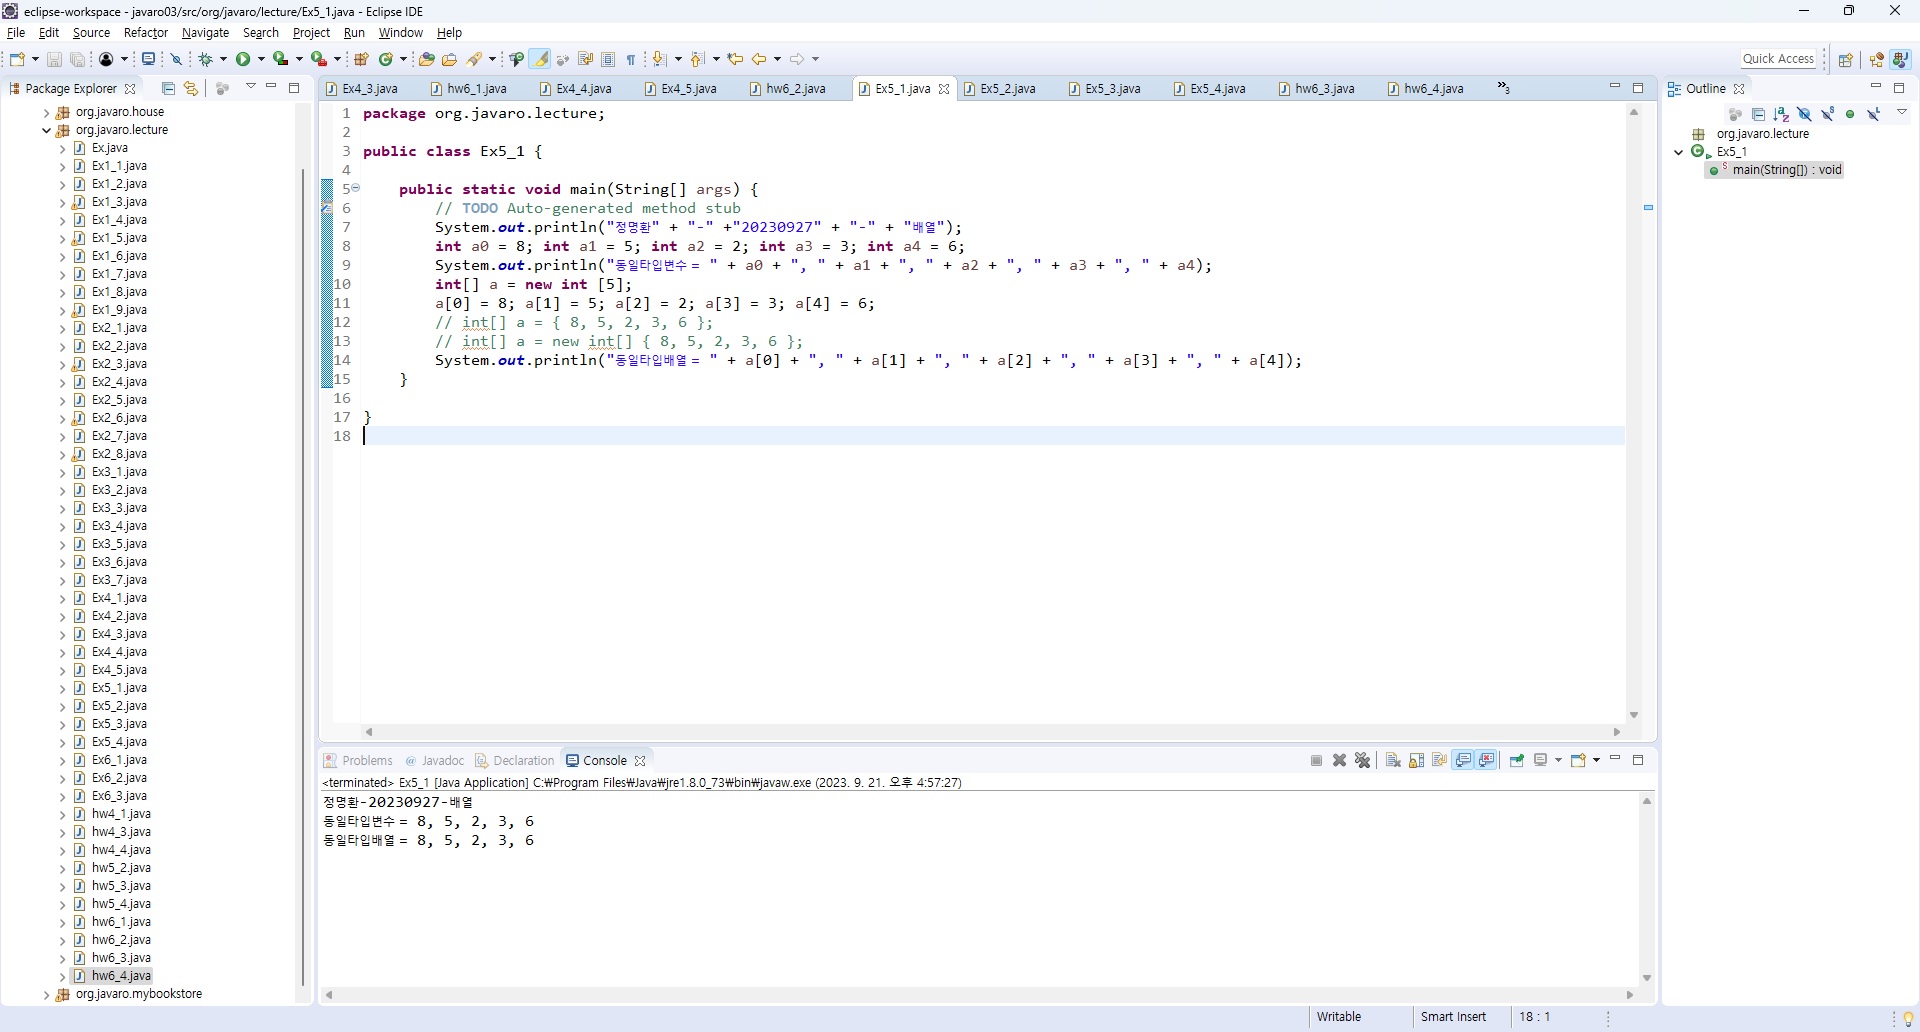 eclipse-workspace - javaro03/src/org/javaro/lecture/Ex5_1.java - Eclipse IDE
File Edit Source Refactor Navigate Search Project Run Window Help
Quick Access
Package Explorer
org.javaro.house
org.javaro.lecture
Ex.java
Ex1_1.java
Ex1_2.java
Ex1_3.java
Ex1_4.java
Ex1_5.java
Ex1_6.java
Ex1_7.java
Ex1_8.java
Ex1_9.java
Ex2_1.java
Ex2_2.java
Ex2_3.java
Ex2_4.java
Ex2_5.java
Ex2_6.java
Ex2_7.java
Ex2_8.java
Ex3_1.java
Ex3_2.java
Ex3_3.java
Ex3_4.java
Ex3_5.java
Ex3_6.java
Ex3_7.java
Ex4_1.java
Ex4_2.java
Ex4_3.java
Ex4_4.java
Ex4_5.java
Ex5_1.java
Ex5_2.java
Ex5_3.java
Ex5_4.java
Ex6_1.java
Ex6_2.java
Ex6_3.java
hw4_1.java
hw4_3.java
hw4_4.java
hw5_2.java
hw5_3.java
hw5_4.java
hw6_1.java
hw6_2.java
hw6_3.java
hw6_4.java
org.javaro.mybookstore
Ex4_3.java hw6_1.java Ex4_4.java Ex4_5.java hw6_2.java Ex5_1.java Ex5_2.java Ex5_3.java Ex5_4.java hw6_3.java hw6_4.java »3
1 package org.javaro.lecture;
2
3 public class Ex5_1 {
4
5 public static void main(String[] args) {
6 // TODO Auto-generated method stub
7 System.out.println("정명환" + "-" +"20230927" + "-" + "배열");
8 int a0 = 8; int a1 = 5; int a2 = 2; int a3 = 3; int a4 = 6;
9 System.out.println("동일타입변수 = " + a0 + ", " + a1 + ", " + a2 + ", " + a3 + ", " + a4);
10 int[] a = new int [5];
11 a[0] = 8; a[1] = 5; a[2] = 2; a[3] = 3; a[4] = 6;
12 // int[] a = { 8, 5, 2, 3, 6 };
13 // int[] a = new int[] { 8, 5, 2, 3, 6 };
14 System.out.println("동일타입배열 = " + a[0] + ", " + a[1] + ", " + a[2] + ", " + a[3] + ", " + a[4]);
15 }
16
17 }
18
Outline
org.javaro.lecture
Ex5_1
main(String[]) : void
Problems Javadoc Declaration Console
<terminated> Ex5_1 [Java Application] C:₩Program Files₩Java₩jre1.8.0_73₩bin₩javaw.exe (2023. 9. 21. 오후 4:57:27)
정명환-20230927-배열
동일타입변수 = 8, 5, 2, 3, 6
동일타입배열 = 8, 5, 2, 3, 6
Writable Smart Insert 18 : 1